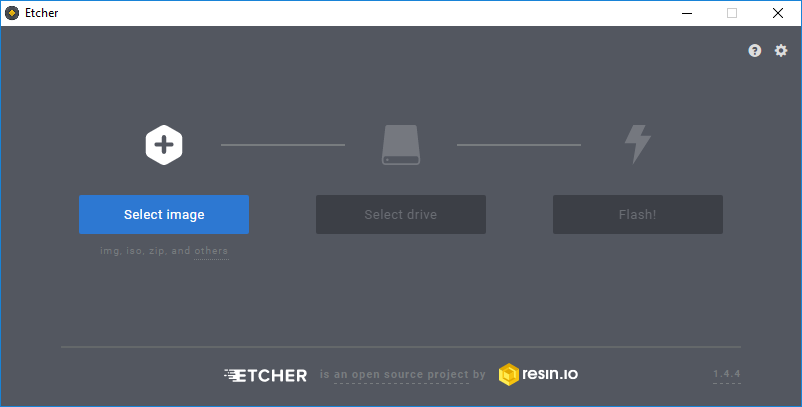 Etcher
Select image
Select drive
Flash!
img, iso, zip, and others
ETCHER is an open source project by resin.io
1.4.4